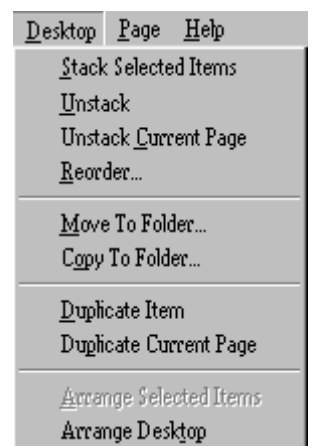 Desktop Page Help
Stack Selected Items
Unstack
Unstack Current Page
Reorder...
Move To Folder...
Copy To Folder...
Duplicate Item
Duplicate Current Page
Arrange Selected Items
Arrange Desktop